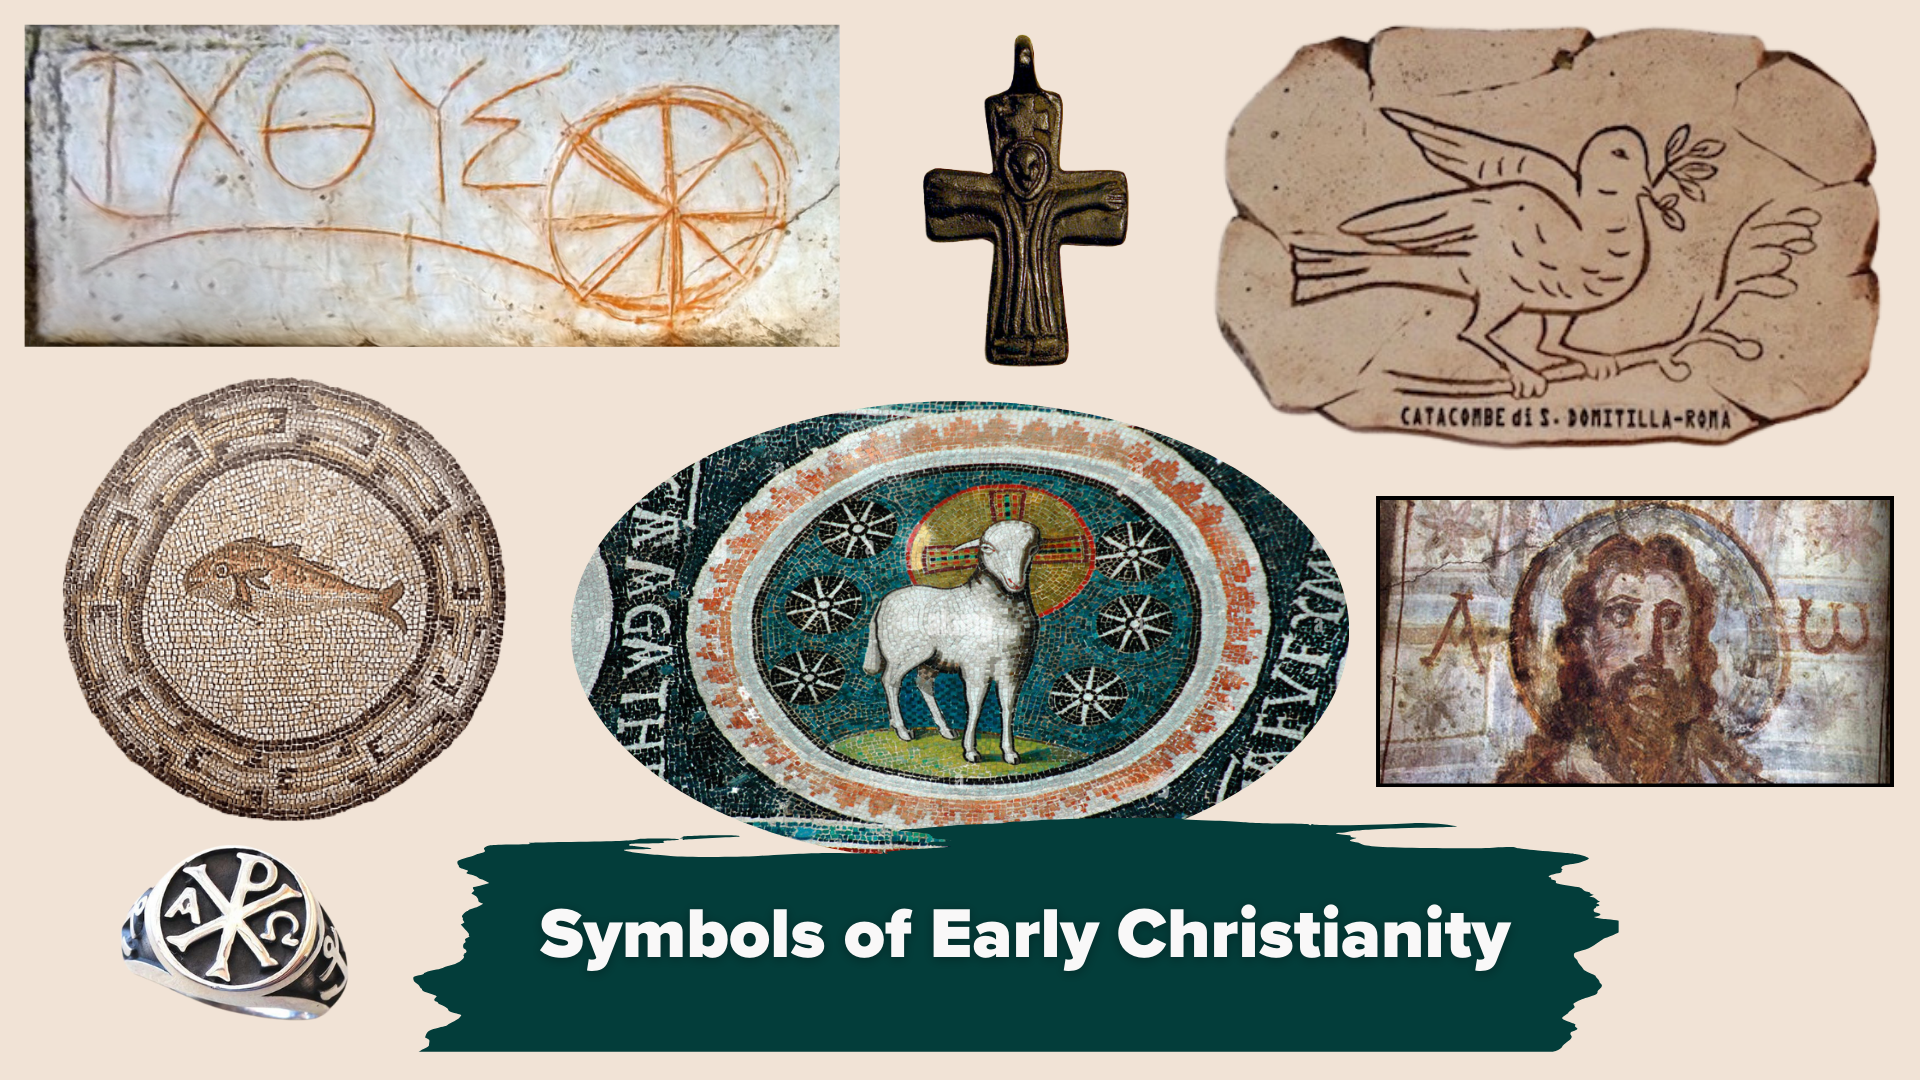 ΙΧΘΥΣ
CATACOMBE di S. DOMITILLA-ROMA
Α ω
Α ☧ Ω
Symbols of Early Christianity